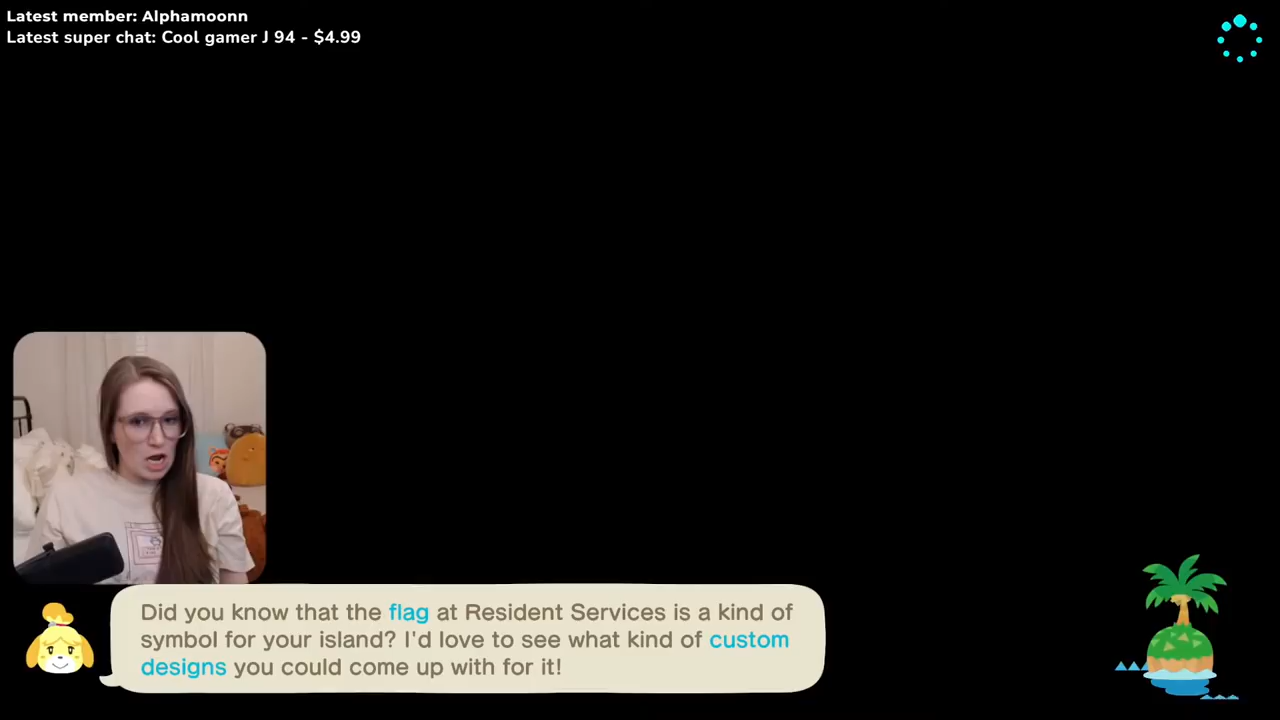 Latest member: Alphamoonn
Latest super chat: Cool gamer J 94 - $4.99
Did you know that the flag at Resident Services is a kind of
symbol for your island? I'd love to see what kind of custom
designs you could come up with for it!